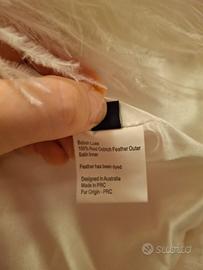 100% Real Ostrich Feather Outer
Satin Inner
Feather has been dyed
Designed in Australia
Made in PRC
Fur Origin - PRC
SUBITO